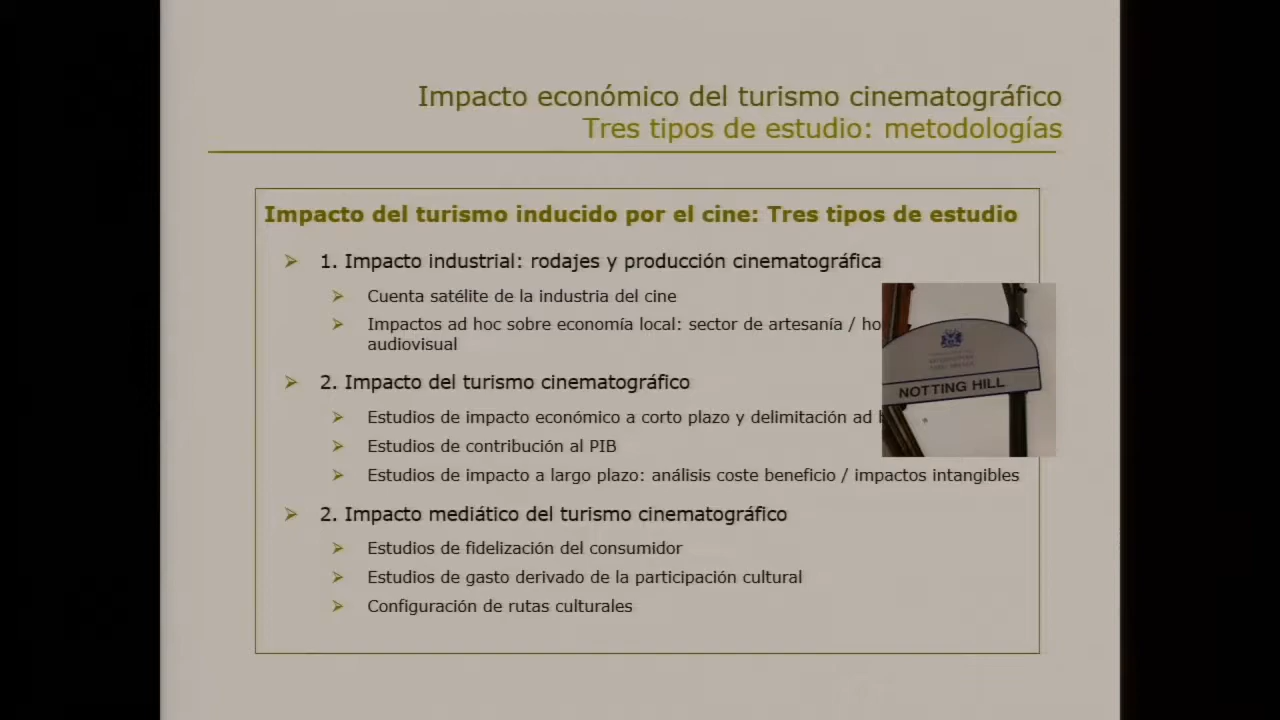 Impacto económico del turismo cinematográfico
Tres tipos de estudio: metodologías
Impacto del turismo inducido por el cine: Tres tipos de estudio
1. Impacto industrial: rodajes y producción cinematográfica
Cuenta satélite de la industria del cine
Impactos ad hoc sobre economía local: sector de artesanía / ho
audiovisual
2. Impacto del turismo cinematográfico
Estudios de impacto económico a corto plazo y delimitación ad
Estudios de contribución al PIB
Estudios de impacto a largo plazo: análisis coste beneficio / impactos intangibles
2. Impacto mediático del turismo cinematográfico
Estudios de fidelización del consumidor
Estudios de gasto derivado de la participación cultural
Configuración de rutas culturales
NOTTING HILL